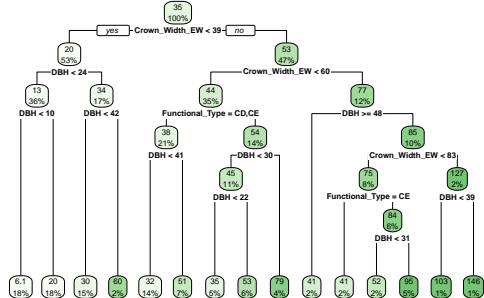 35
100%
yes Crown_Width_EW < 39 no
20
53%
53
47%
DBH < 24
Crown_Width_EW < 60
13
36%
34
17%
44
35%
77
12%
DBH < 10
DBH < 42
Functional_Type = CD,CE
DBH >= 48
38
21%
54
14%
85
10%
DBH < 41
DBH < 30
Crown_Width_EW < 83
45
11%
75
8%
127
2%
DBH < 22
Functional_Type = CE
DBH < 39
84
6%
DBH < 31
6.1 20 30 60 32 51 35 53 79 41 41 52 95 103 146
18% 18% 15% 2% 14% 7% 5% 6% 4% 2% 2% 2% 5% 1% 1%